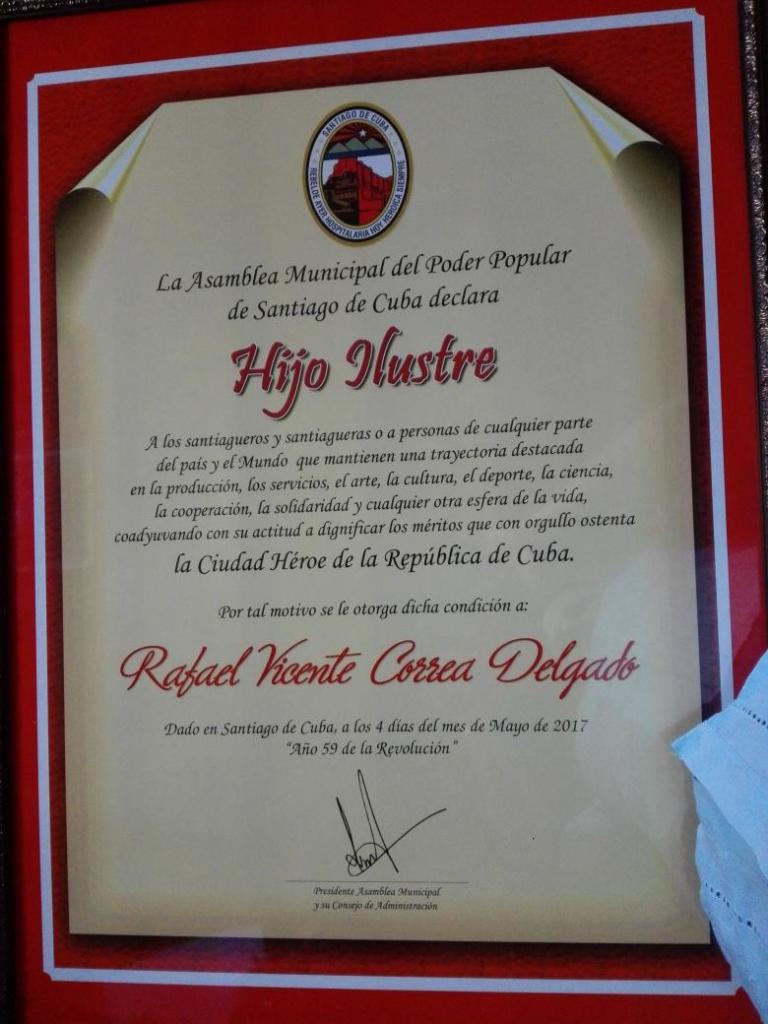 SANTIAGO DE CUBA
REBELDE AYER HOSPITALARIA HOY HEROICA SIEMPRE
La Asamblea Municipal del Poder Popular
de Santiago de Cuba declara
Hijo Ilustre
A los santiagueros y santiagueras o a personas de cualquier parte
del país y el Mundo que mantienen una trayectoria destacada
en la producción, los servicios, el arte, la cultura, el deporte, la ciencia,
la cooperación, la solidaridad y cualquier otra esfera de la vida,
coadyuvando con su actitud a dignificar los méritos que con orgullo ostenta
la Ciudad Héroe de la República de Cuba.
Por tal motivo se le otorga dicha condición a:
Rafael Vicente Correa Delgado
Dado en Santiago de Cuba, a los 4 días del mes de Mayo de 2017
"Año 59 de la Revolución"
Presidente Asamblea Municipal
y su Consejo de Administración